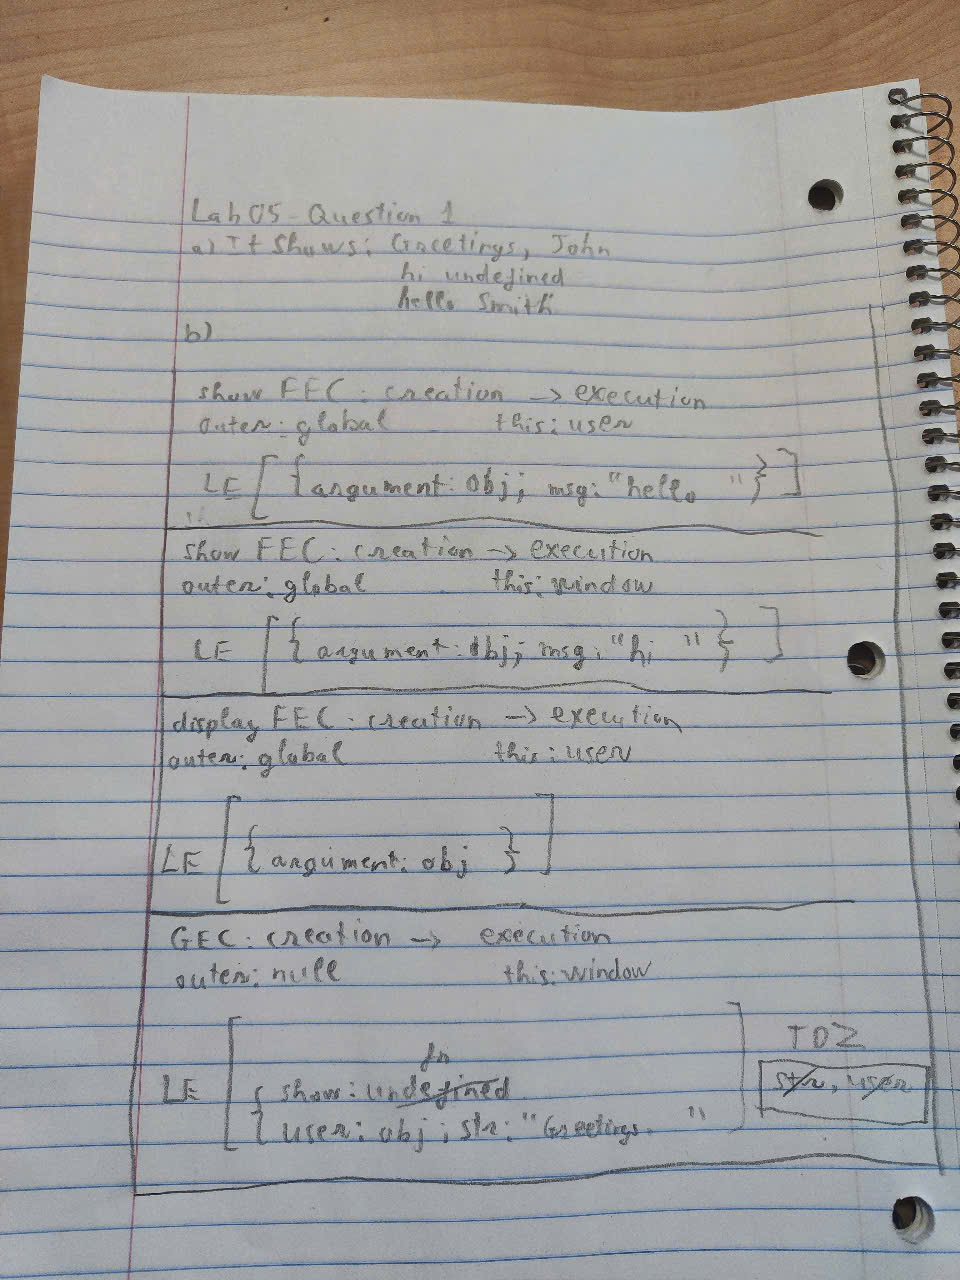 Lab 05 - Question 1
a) It shows: Greetings, John
hi undefined
hello Smith
b)
show FEC: creation → execution
outer: global this: user
LE [ { argument: obj; msg: "hello " } ]
show FEC: creation → execution
outer: global this: window
LE [ { argument: obj; msg: "hi " } ]
display FEC: creation → execution
outer: global this: user
LE [ { argument: obj } ]
GEC: creation → execution
outer: null this: window
TDZ
fn
LE [ { show: undefined str, user
user: obj; str: "Greetings, "